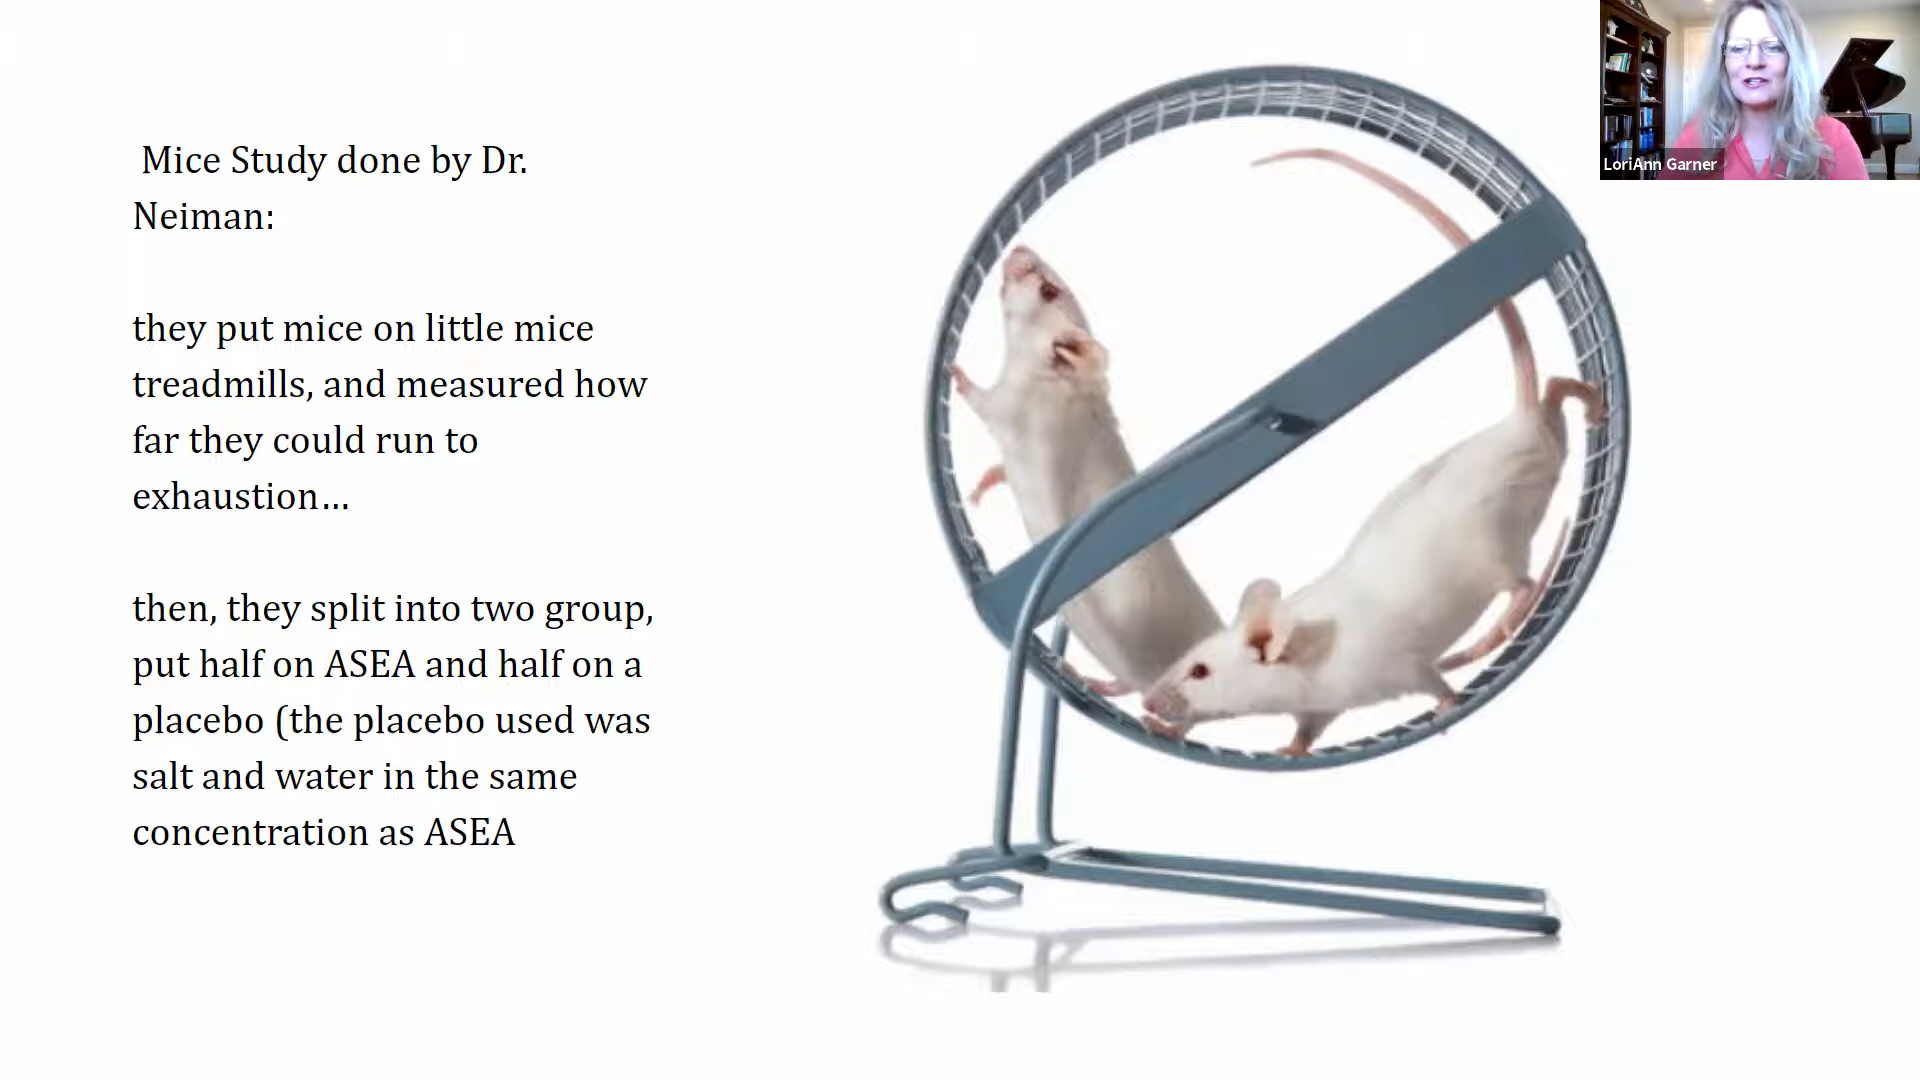 Mice Study done by Dr.
Neiman:
they put mice on little mice
treadmills, and measured how
far they could run to
exhaustion...
then, they split into two group,
put half on ASEA and half on a
placebo (the placebo used was
salt and water in the same
concentration as ASEA
LoriAnn Garner